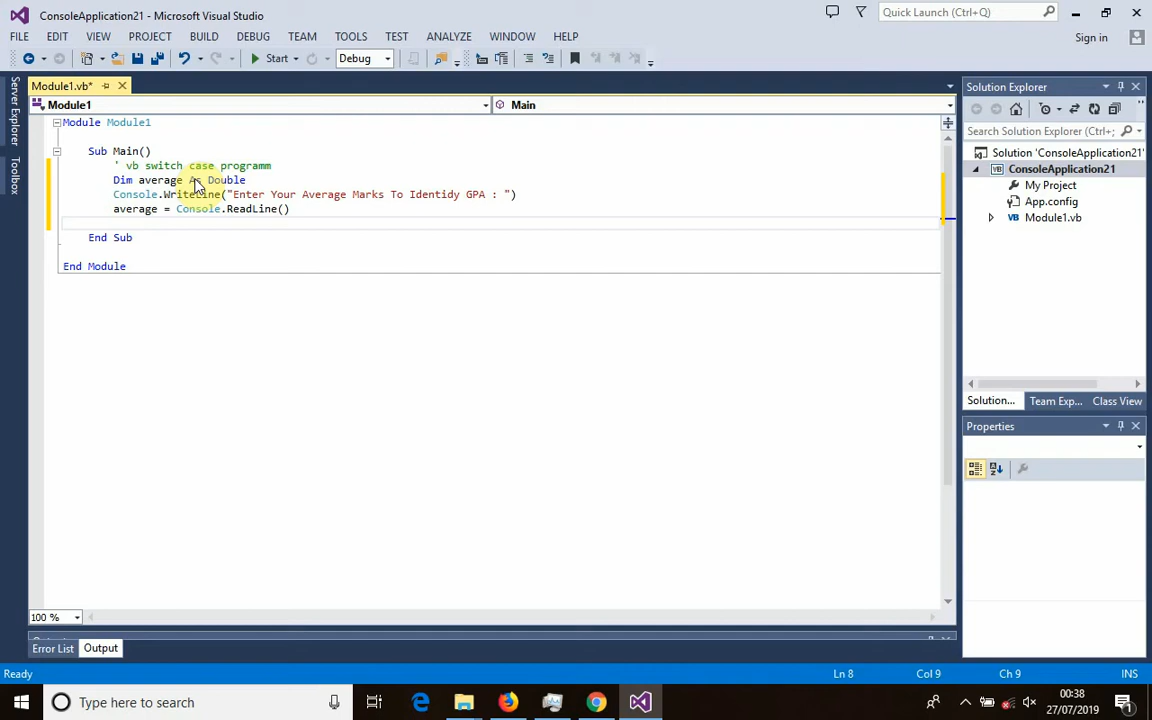 ConsoleApplication21 - Microsoft Visual Studio
Quick Launch (Ctrl+Q)
FILE EDIT VIEW PROJECT BUILD DEBUG TEAM TOOLS TEST ANALYZE WINDOW HELP
Sign in
Start
Debug
Server Explorer
Toolbox
Module1.vb*
Module1
Main
Module Module1
Sub Main()
' vb switch case programm
Dim average As Double
Console.WriteLine("Enter Your Average Marks To Identidy GPA : ")
average = Console.ReadLine()
End Sub
End Module
100 %
Error List
Output
Solution Explorer
Search Solution Explorer (Ctrl+;)
Solution 'ConsoleApplication21'
ConsoleApplication21
My Project
App.config
Module1.vb
Solution... Team Exp... Class View
Properties
Ready
Ln 8
Col 9
Ch 9
INS
Type here to search
00:38
27/07/2019
1